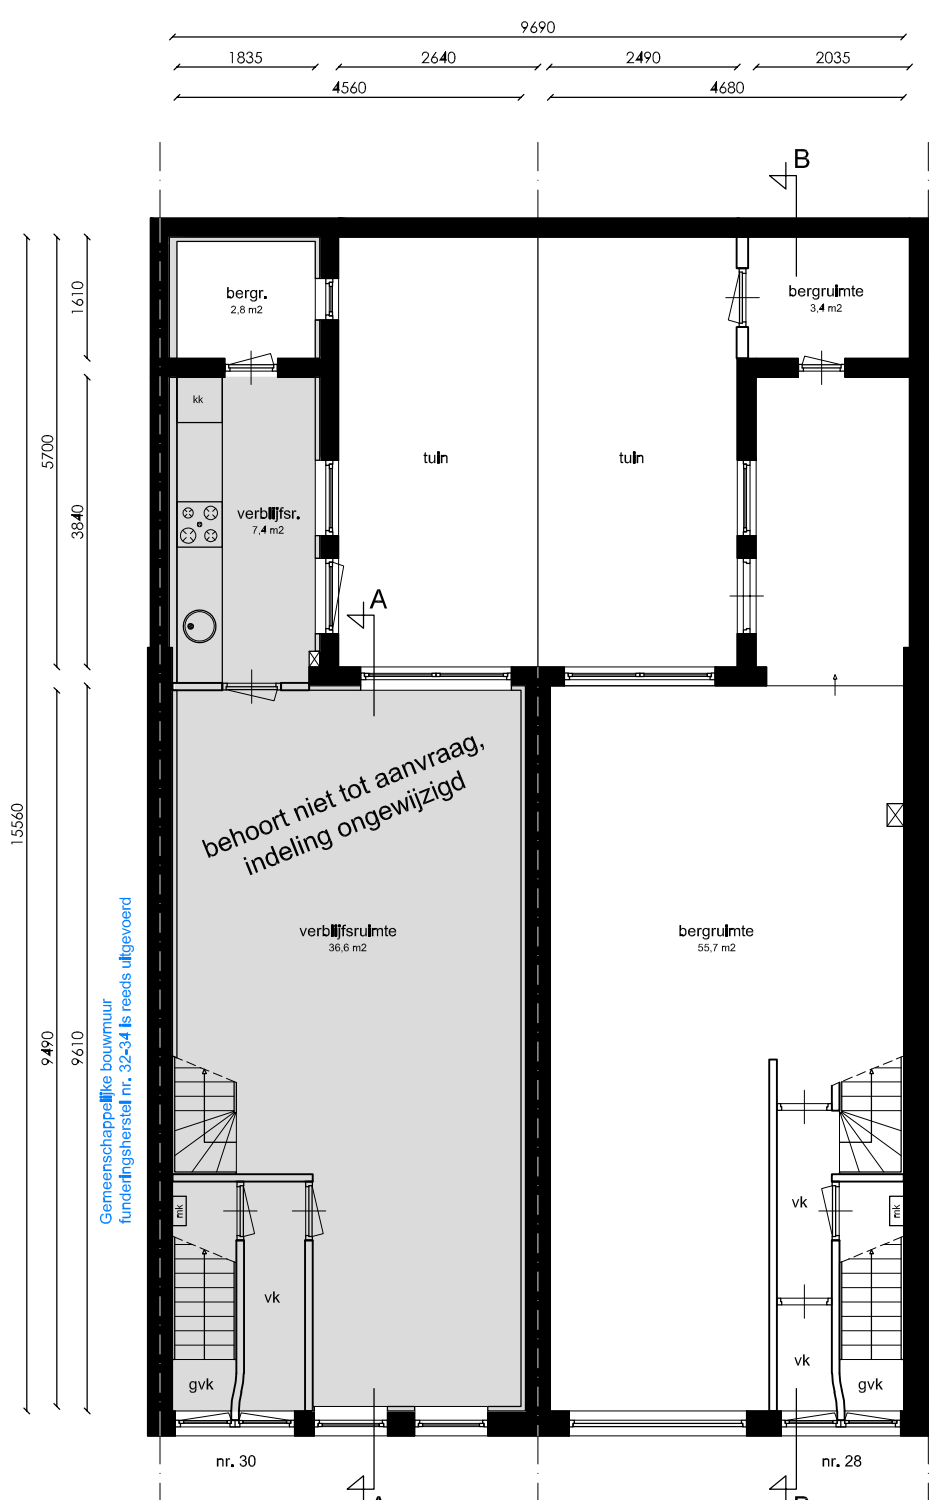 9690
1835
2640
2490
2035
4560
4680
B
1610
5700
3840
15560
9490
9610
bergr.
2,8 m2
bergruimte
3,4 m2
kk
tuin
tuin
verblijfsr.
7,4 m2
A
behoort niet tot aanvraag,
indeling ongewijzigd
verblijfsruimte
36,6 m2
bergruimte
55,7 m2
Gemeenschappelijke bouwmuur
funderingsherstel nr. 32-34 is reeds uitgevoerd
mk
vk
mk
vk
vk
gvk
gvk
nr. 30
nr. 28
A
B